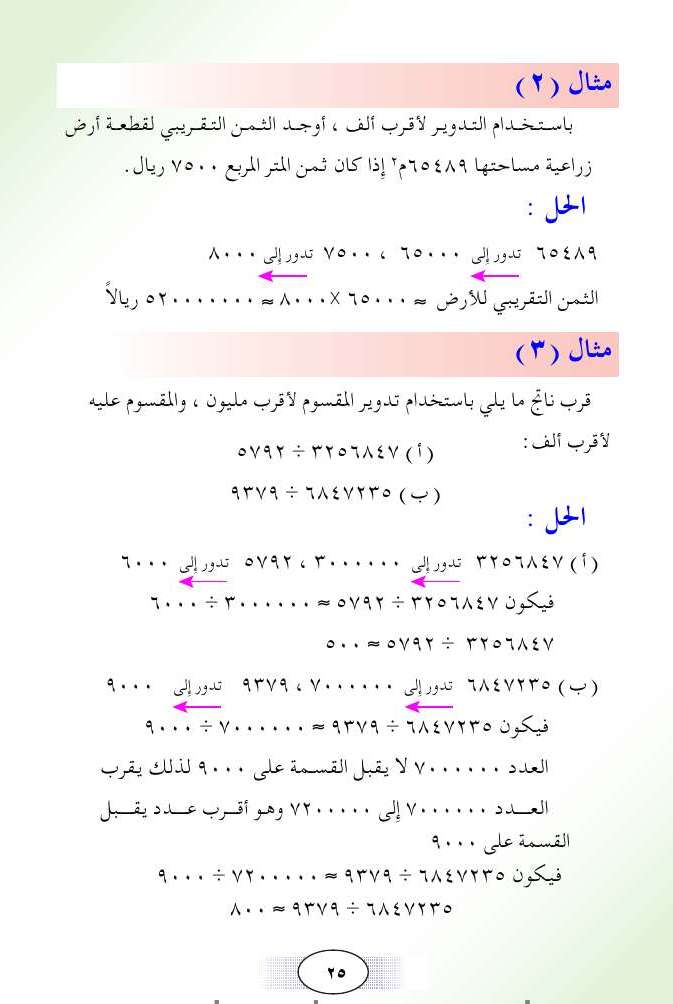 مثال (٢)
باستخدام التدوير لأقرب ألف ، أوجد الثمن التقريبي لقطعة أرض
زراعية مساحتها ٦٥٤٨٩م٢ إذا كان ثمن المتر المربع ٧٥٠٠ ريال.
الحل :
٦٥٤٨٩ تدور إلى ٦٥٠٠٠ ، ٧٥٠٠ تدور إلى ٨٠٠٠
الثمن التقريبي للأرض ≈ ٦٥٠٠٠ × ٨٠٠٠ ≈ ٥٢٠٠٠٠٠٠٠ ريالاً
مثال (٣)
قرب ناتج ما يلي باستخدام تدوير المقسوم لأقرب مليون ، والمقسوم عليه
لأقرب ألف:
(أ) ٣٢٥٦٨٤٧ ÷ ٥٧٩٢
(ب) ٦٨٤٧٢٣٥ ÷ ٩٣٧٩
الحل :
(أ) ٣٢٥٦٨٤٧ تدور إلى ٣٠٠٠٠٠٠ ، ٥٧٩٢ تدور إلى ٦٠٠٠
فيكون ٣٢٥٦٨٤٧ ÷ ٥٧٩٢ ≈ ٣٠٠٠٠٠٠ ÷ ٦٠٠٠
٣٢٥٦٨٤٧ ÷ ٥٧٩٢ ≈ ٥٠٠
(ب) ٦٨٤٧٢٣٥ تدور إلى ٧٠٠٠٠٠٠ ، ٩٣٧٩ تدور إلى ٩٠٠٠
فيكون ٦٨٤٧٢٣٥ ÷ ٩٣٧٩ ≈ ٧٠٠٠٠٠٠ ÷ ٩٠٠٠
العدد ٧٠٠٠٠٠٠ لا يقبل القسمة على ٩٠٠٠ لذلك يقرب
العدد ٧٠٠٠٠٠٠ إلى ٧٢٠٠٠٠٠ وهو أقرب عدد يقبل
القسمة على ٩٠٠٠
فيكون ٦٨٤٧٢٣٥ ÷ ٩٣٧٩ ≈ ٧٢٠٠٠٠٠ ÷ ٩٠٠٠
٦٨٤٧٢٣٥ ÷ ٩٣٧٩ ≈ ٨٠٠
٢٥